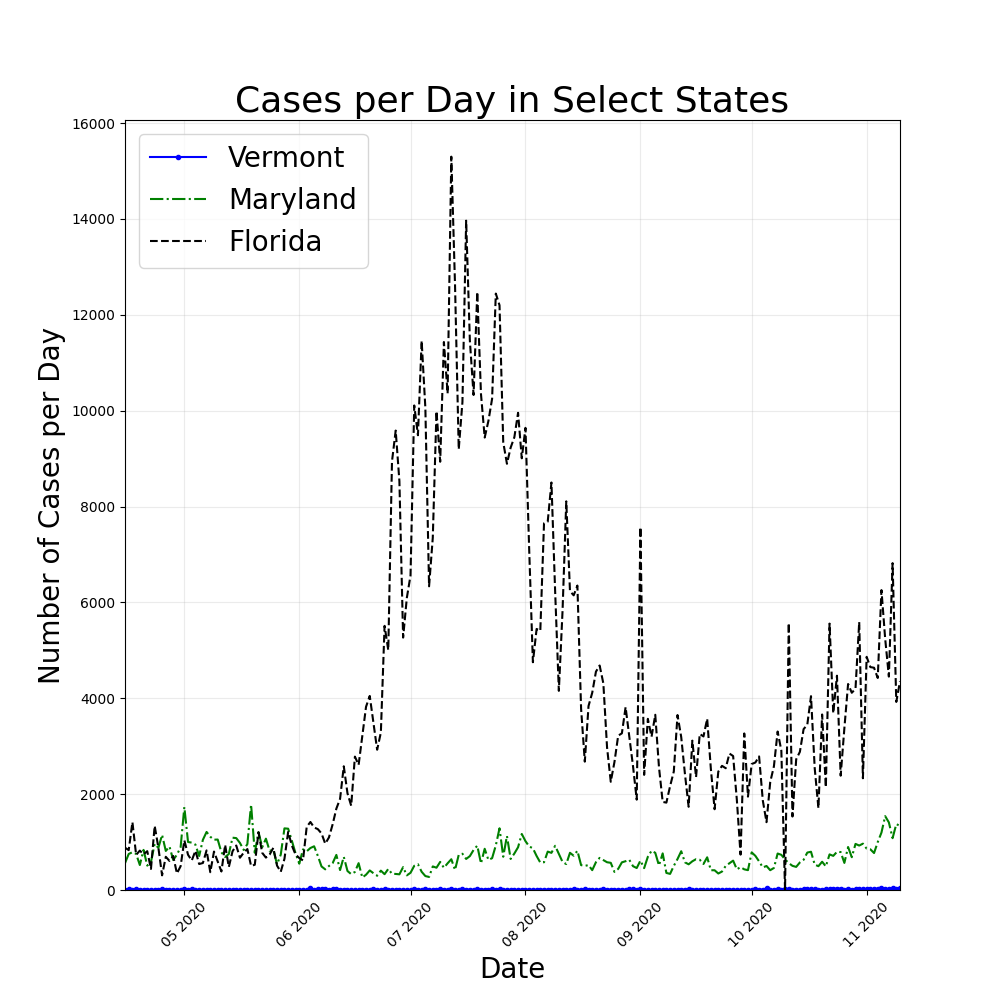 Cases per Day in Select States
Vermont
Maryland
Florida
Number of Cases per Day
16000
14000
12000
10000
8000
6000
4000
2000
0
05 2020
06 2020
07 2020
08 2020
09 2020
10 2020
11 2020
Date